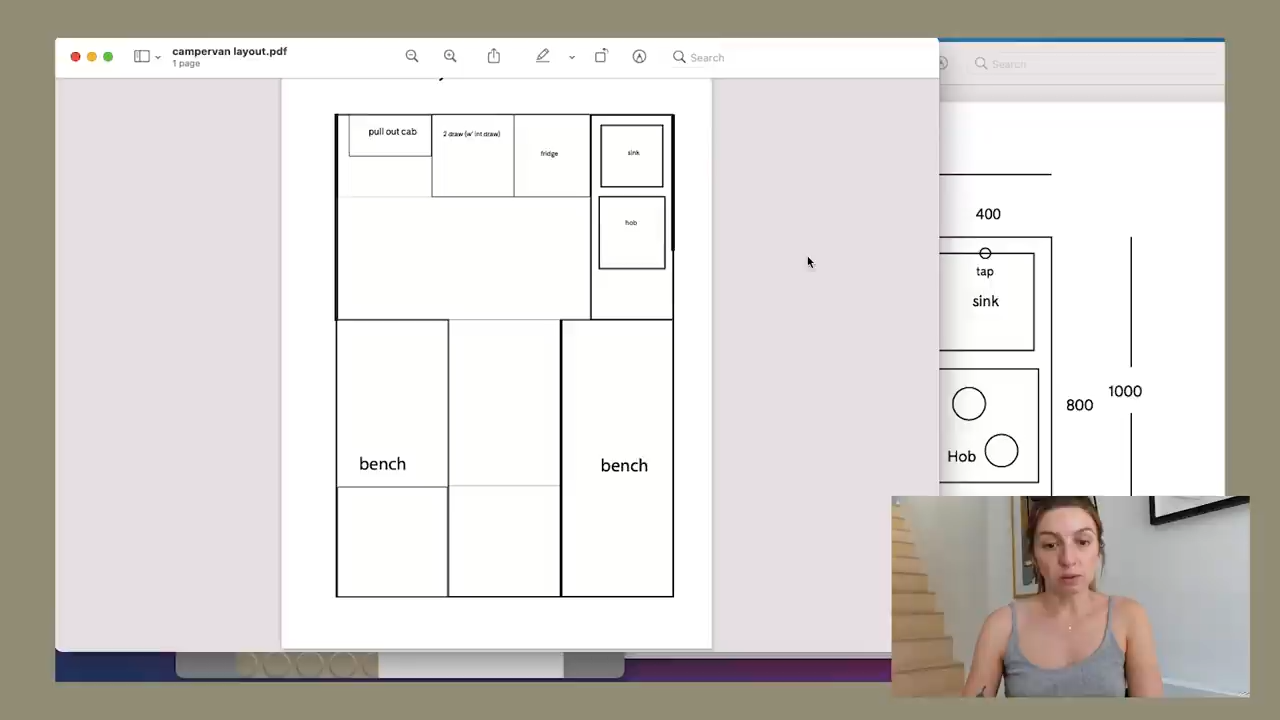 campervan layout.pdf
1 page
Search
Search
pull out cab
2 draw (w' int draw)
fridge
sink
hob
bench
bench
400
tap
sink
800
1000
Hob